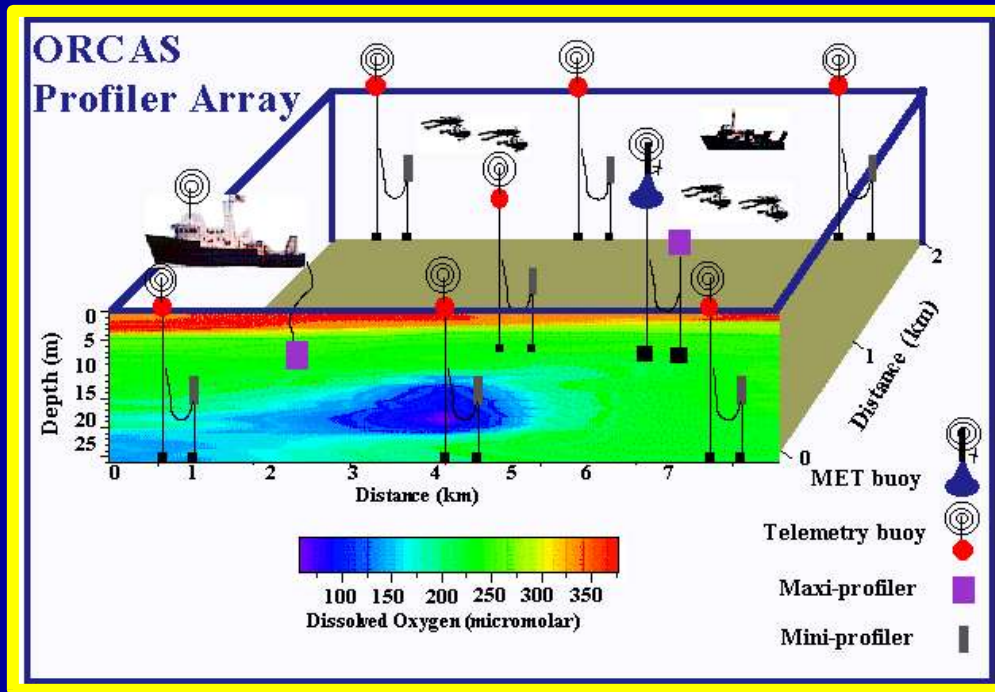 ORCAS
Profiler Array
0
5
10
15
20
25
Depth (m)
0 1 2 3 4 5 6 7
Distance (km)
0
1
2
Distance (km)
MET buoy
Telemetry buoy
Maxi-profiler
Mini-profiler
100 150 200 250 300 350
Dissolved Oxygen (micromolar)